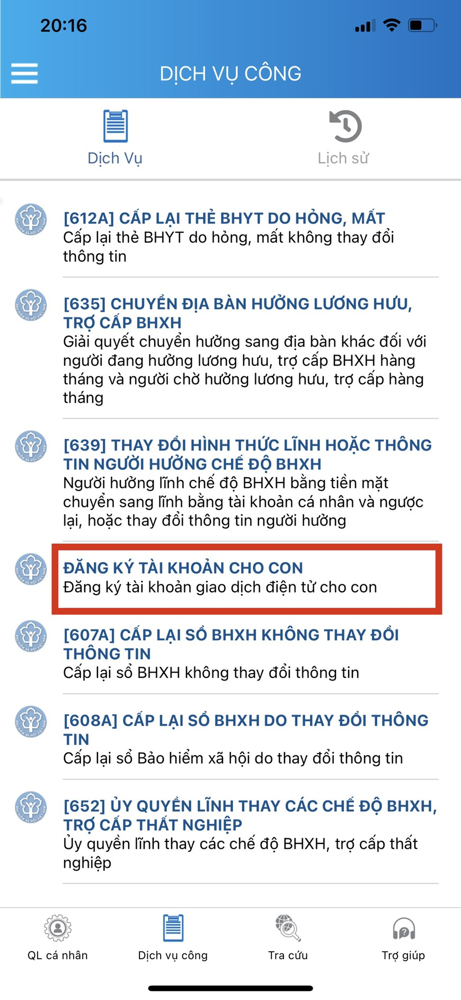 20:16
DỊCH VỤ CÔNG
Dịch Vụ
Lịch sử
[612A] CẤP LẠI THẺ BHYT DO HỎNG, MẤT
Cấp lại thẻ BHYT do hỏng, mất không thay đổi
thông tin
[635] CHUYỂN ĐỊA BÀN HƯỞNG LƯƠNG HƯU,
TRỢ CẤP BHXH
Giải quyết chuyển hưởng sang địa bàn khác đối với
người đang hưởng lương hưu, trợ cấp BHXH hàng
tháng và người chờ hưởng lương hưu, trợ cấp hàng
tháng
[639] THAY ĐỔI HÌNH THỨC LĨNH HOẶC THÔNG
TIN NGƯỜI HƯỞNG CHẾ ĐỘ BHXH
Người hưởng lĩnh chế độ BHXH bằng tiền mặt
chuyển sang lĩnh bằng tài khoản cá nhân và ngược
lại, hoặc thay đổi thông tin người hưởng
ĐĂNG KÝ TÀI KHOẢN CHO CON
Đăng ký tài khoản giao dịch điện tử cho con
[607A] CẤP LẠI SỔ BHXH KHÔNG THAY ĐỔI
THÔNG TIN
Cấp lại sổ BHXH không thay đổi thông tin
[608A] CẤP LẠI SỔ BHXH DO THAY ĐỔI THÔNG
TIN
Cấp lại sổ Bảo hiểm xã hội do thay đổi thông tin
[652] ỦY QUYỀN LĨNH THAY CÁC CHẾ ĐỘ BHXH,
TRỢ CẤP THẤT NGHIỆP
Ủy quyền lĩnh thay các chế độ BHXH, trợ cấp thất
nghiệp
QL cá nhân
Dịch vụ công
Tra cứu
Trợ giúp